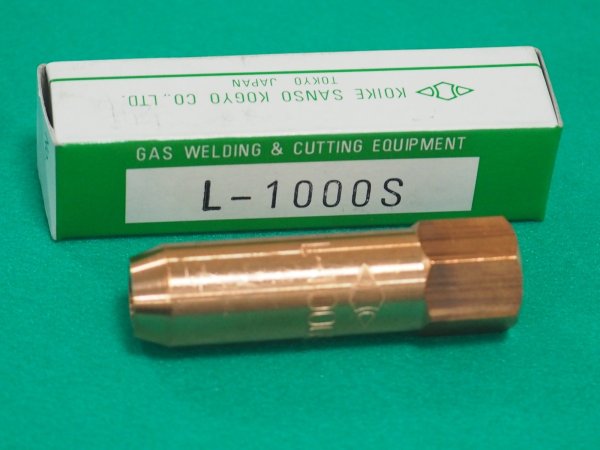 KOIKE SANSO KOGYO CO., LTD.
TOKYO JAPAN
GAS WELDING & CUTTING EQUIPMENT
L-1000S